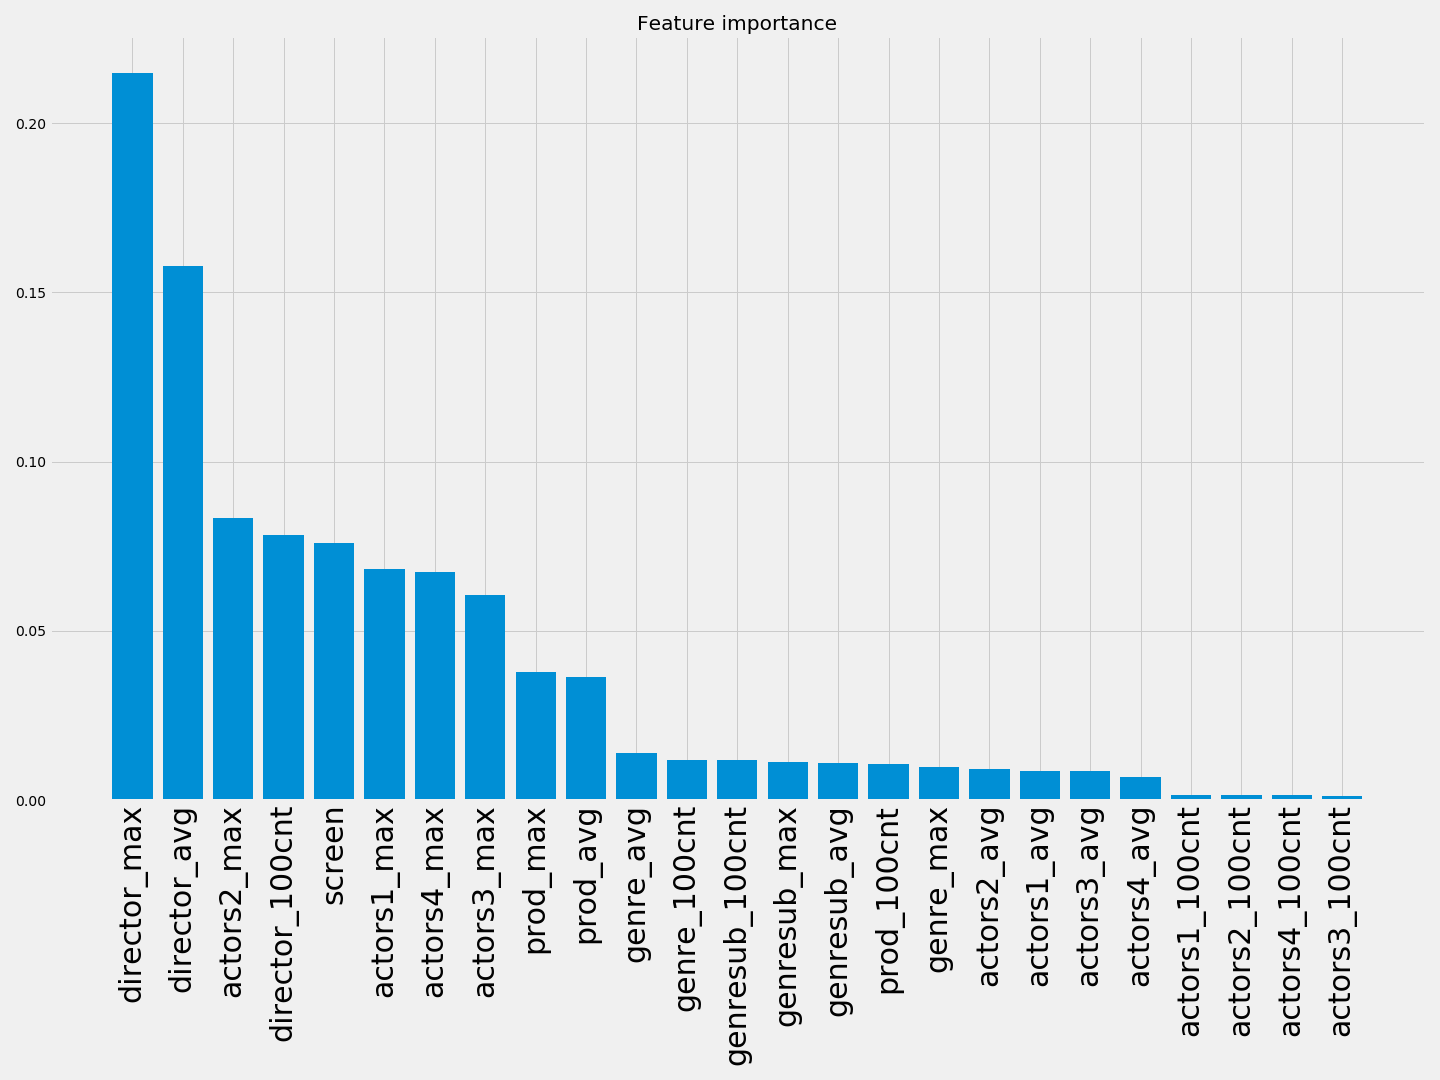 Feature importance
0.20
0.15
0.10
0.05
0.00
director_max
director_avg
actors2_max
director_100cnt
screen
actors1_max
actors4_max
actors3_max
prod_max
prod_avg
genre_avg
genre_100cnt
genresub_100cnt
genresub_max
genresub_avg
prod_100cnt
genre_max
actors2_avg
actors1_avg
actors3_avg
actors4_avg
actors1_100cnt
actors2_100cnt
actors4_100cnt
actors3_100cnt